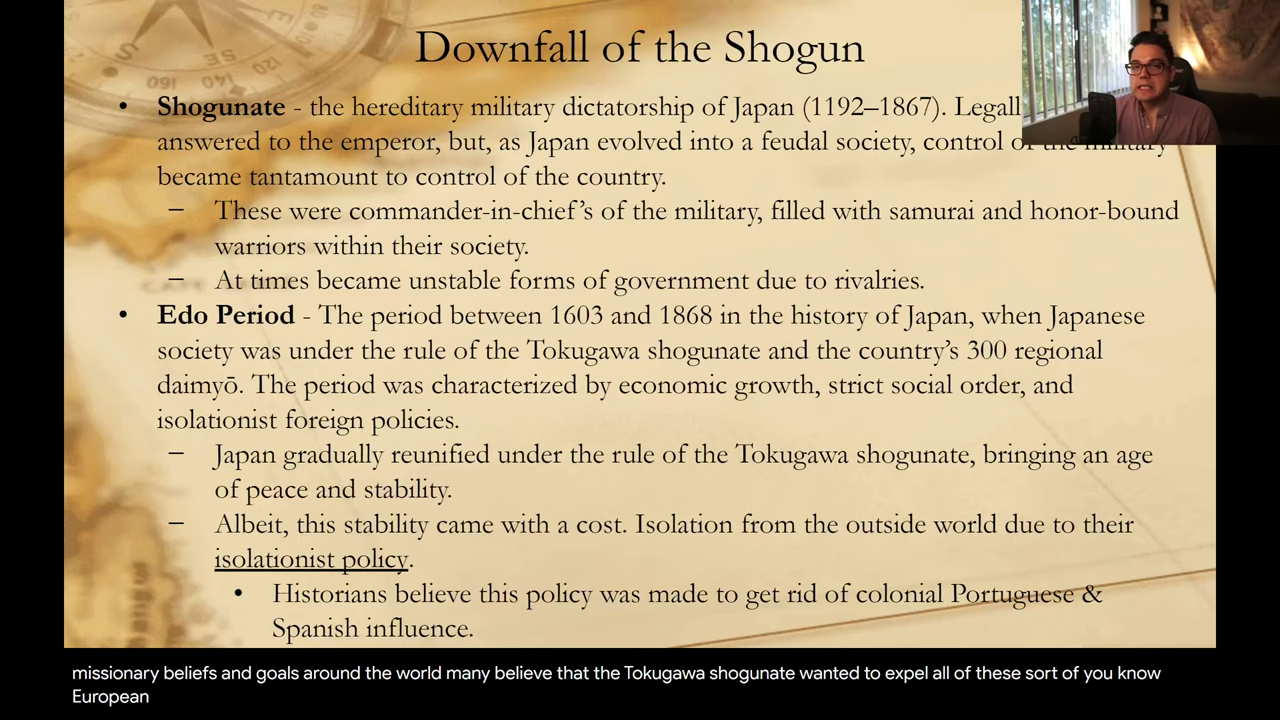 Downfall of the Shogun
• Shogunate - the hereditary military dictatorship of Japan (1192–1867). Legall
answered to the emperor, but, as Japan evolved into a feudal society, control of the military
became tantamount to control of the country.
– These were commander-in-chief’s of the military, filled with samurai and honor-bound
warriors within their society.
– At times became unstable forms of government due to rivalries.
• Edo Period - The period between 1603 and 1868 in the history of Japan, when Japanese
society was under the rule of the Tokugawa shogunate and the country’s 300 regional
daimyō. The period was characterized by economic growth, strict social order, and
isolationist foreign policies.
– Japan gradually reunified under the rule of the Tokugawa shogunate, bringing an age
of peace and stability.
– Albeit, this stability came with a cost. Isolation from the outside world due to their
isolationist policy.
• Historians believe this policy was made to get rid of colonial Portuguese &
Spanish influence.
missionary beliefs and goals around the world many believe that the Tokugawa shogunate wanted to expel all of these sort of you know
European